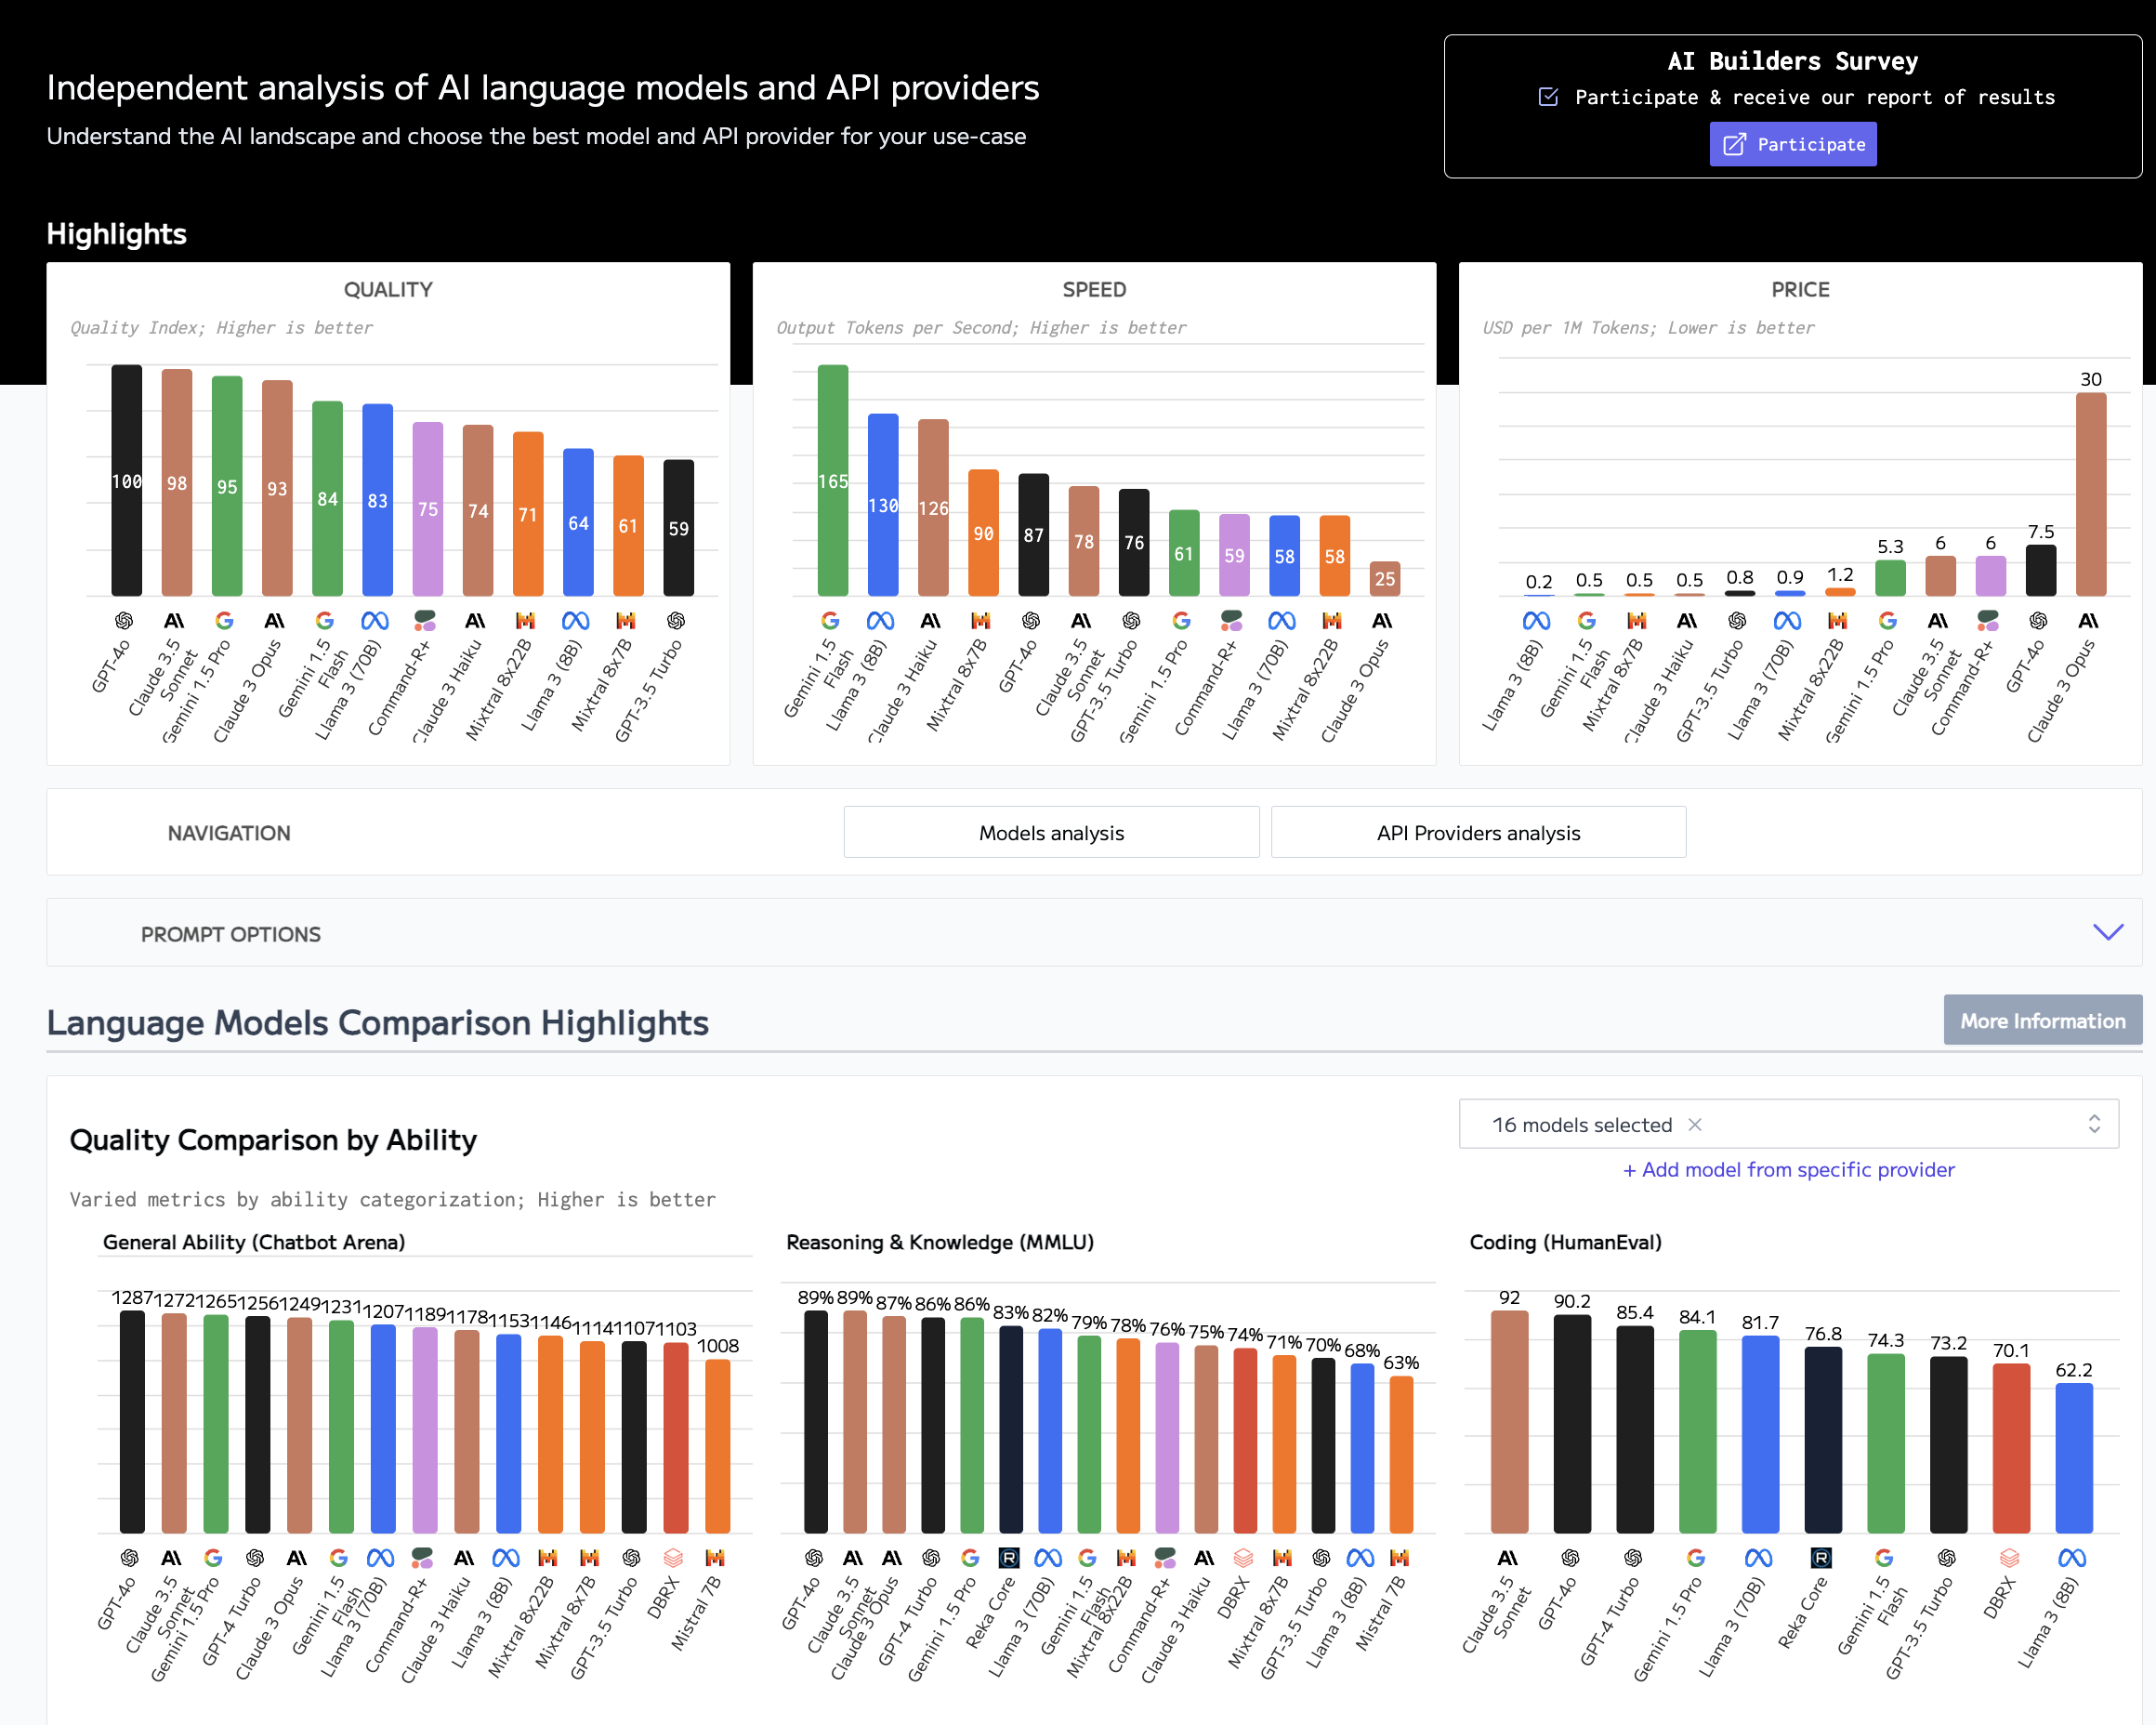 Independent analysis of AI language models and API providers
Understand the AI landscape and choose the best model and API provider for your use-case
AI Builders Survey
Participate & receive our report of results
Participate
Highlights
QUALITY
Quality Index; Higher is better
100 98 95 93 84 83 75 74 71 64 61 59
GPT-4o
Claude 3.5 Sonnet
Gemini 1.5 Pro
Claude 3 Opus
Gemini 1.5 Flash
Llama 3 (70B)
Command-R+
Claude 3 Haiku
Mixtral 8x22B
Llama 3 (8B)
Mixtral 8x7B
GPT-3.5 Turbo
SPEED
Output Tokens per Second; Higher is better
165 130 126 90 87 78 76 61 59 58 58 25
Gemini 1.5 Flash
Llama 3 (8B)
Claude 3 Haiku
Mixtral 8x7B
GPT-4o
Claude 3.5 Sonnet
GPT-3.5 Turbo
Gemini 1.5 Pro
Command-R+
Llama 3 (70B)
Mixtral 8x22B
Claude 3 Opus
PRICE
USD per 1M Tokens; Lower is better
0.2 0.5 0.5 0.5 0.8 0.9 1.2 5.3 6 6 7.5 30
Llama 3 (8B)
Gemini 1.5 Flash
Mixtral 8x7B
Claude 3 Haiku
GPT-3.5 Turbo
Llama 3 (70B)
Mixtral 8x22B
Gemini 1.5 Pro
Claude 3.5 Sonnet
Command-R+
GPT-4o
Claude 3 Opus
NAVIGATION
Models analysis
API Providers analysis
PROMPT OPTIONS
Language Models Comparison Highlights
More Information
Quality Comparison by Ability
16 models selected
+ Add model from specific provider
Varied metrics by ability categorization; Higher is better
General Ability (Chatbot Arena)
1287 1272 1265 1256 1249 1231 1207 1189 1178 1153 1146 1114 1107 1103 1008
GPT-4o
Claude 3.5 Sonnet
Gemini 1.5 Pro
GPT-4 Turbo
Claude 3 Opus
Gemini 1.5 Flash
Llama 3 (70B)
Command-R+
Claude 3 Haiku
Llama 3 (8B)
Mixtral 8x22B
Mixtral 8x7B
GPT-3.5 Turbo
DBRX
Mistral 7B
Reasoning & Knowledge (MMLU)
89% 89% 87% 86% 86% 83% 82% 79% 78% 76% 75% 74% 71% 70% 68% 63%
GPT-4o
Claude 3.5 Sonnet
Claude 3 Opus
GPT-4 Turbo
Gemini 1.5 Pro
Reka Core
Llama 3 (70B)
Gemini 1.5 Flash
Mixtral 8x22B
Command-R+
Claude 3 Haiku
DBRX
Mixtral 8x7B
GPT-3.5 Turbo
Llama 3 (8B)
Mistral 7B
Coding (HumanEval)
92 90.2 85.4 84.1 81.7 76.8 74.3 73.2 70.1 62.2
Claude 3.5 Sonnet
GPT-4o
GPT-4 Turbo
Gemini 1.5 Pro
Llama 3 (70B)
Reka Core
Gemini 1.5 Flash
GPT-3.5 Turbo
DBRX
Llama 3 (8B)